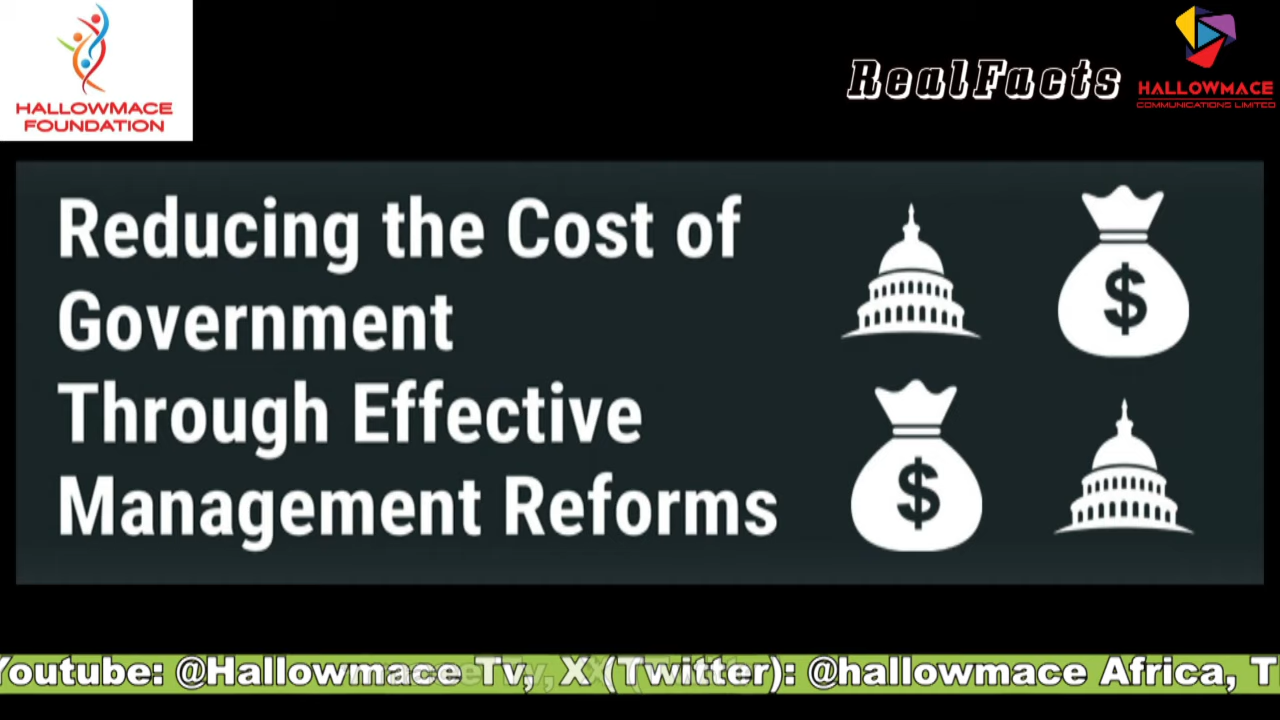 HALLOWMACE
FOUNDATION
RealFacts
HALLOWMACE
COMMUNICATIONS LIMITED
Reducing the Cost of
Government
Through Effective
Management Reforms
$
$
Youtube: @Hallowmace Tv, X (Twitter): @hallowmace Africa, T